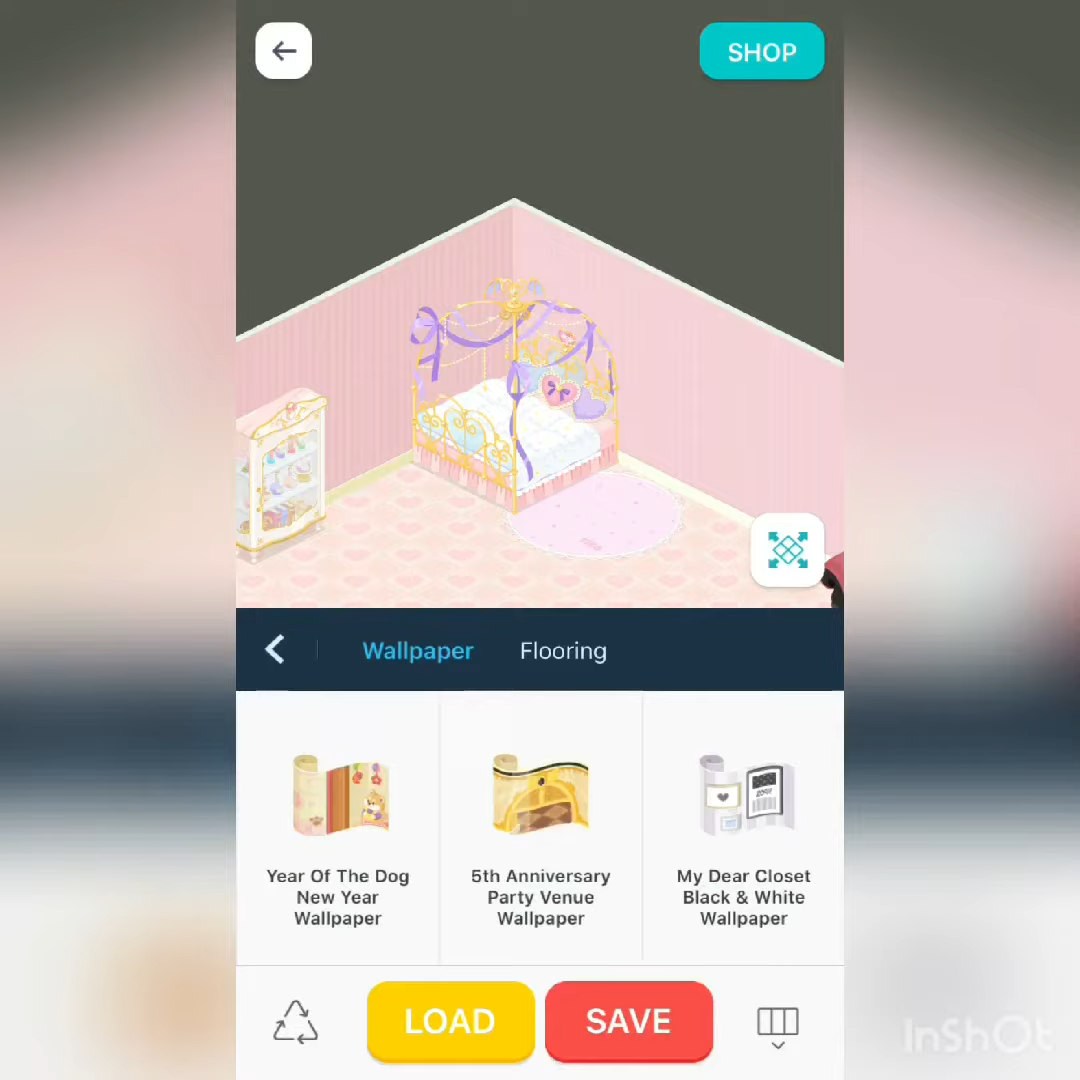 SHOP
Wallpaper Flooring
Year Of The Dog
New Year
Wallpaper
5th Anniversary
Party Venue
Wallpaper
My Dear Closet
Black & White
Wallpaper
LOAD
SAVE
InShOt